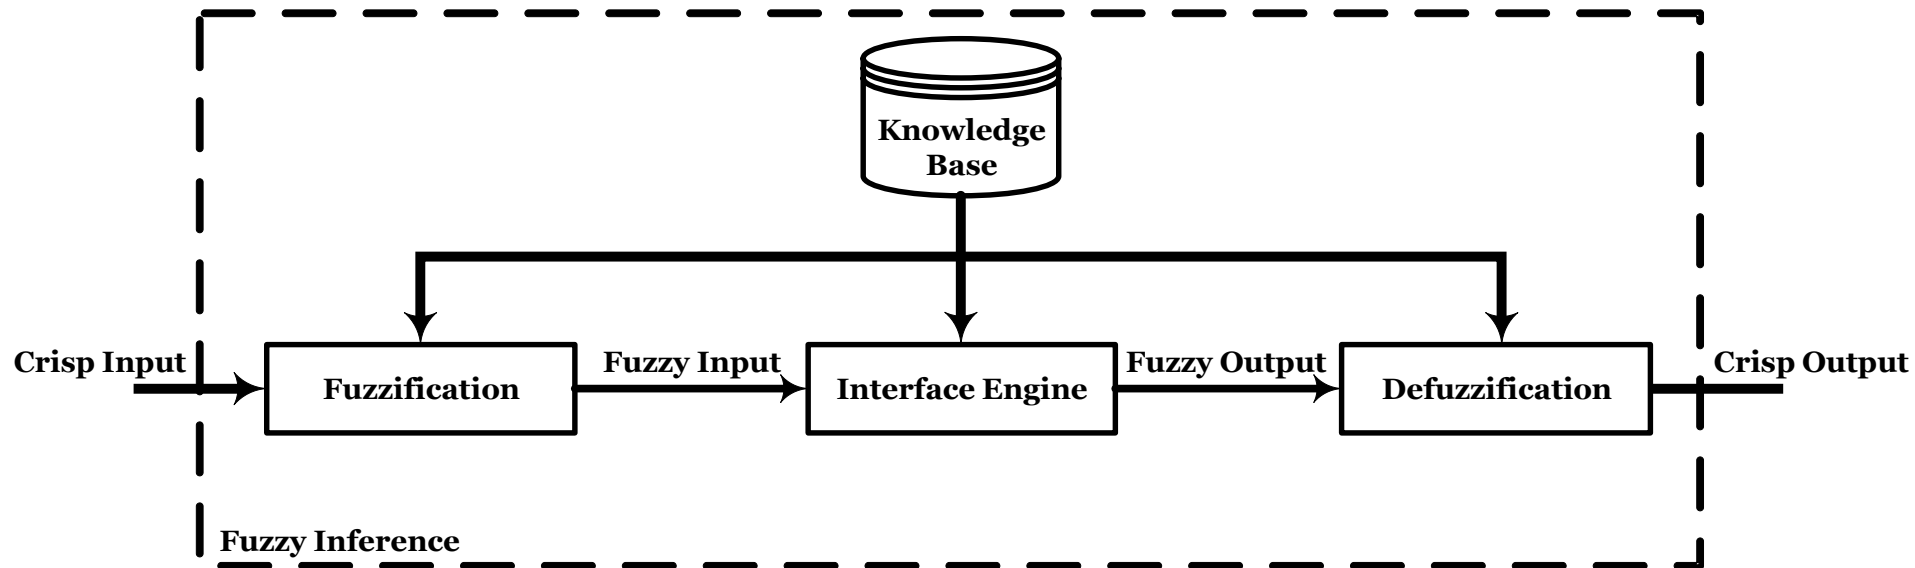 Knowledge
Base
Crisp Input
Fuzzy Input
Fuzzy Output
Crisp Output
Fuzzification
Interface Engine
Defuzzification
Fuzzy Inference